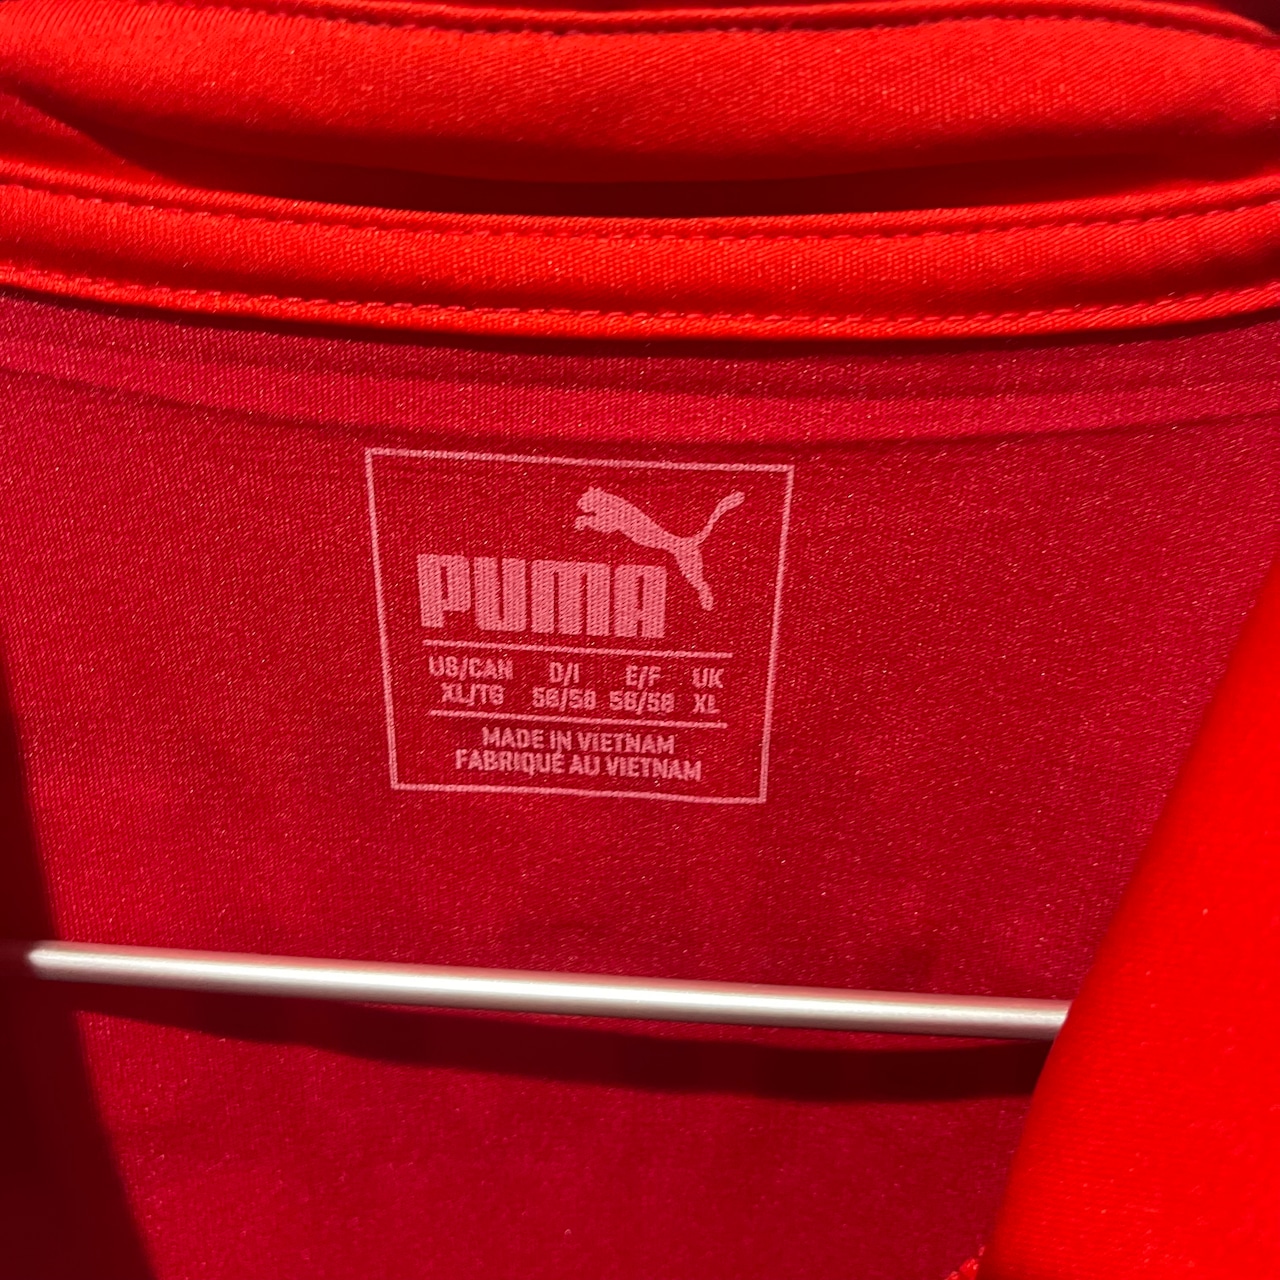 PUMA
US/CAN D/I E/F UK
XL/TG 56/58 56/58 XL
MADE IN VIETNAM
FABRIQUÉ AU VIETNAM